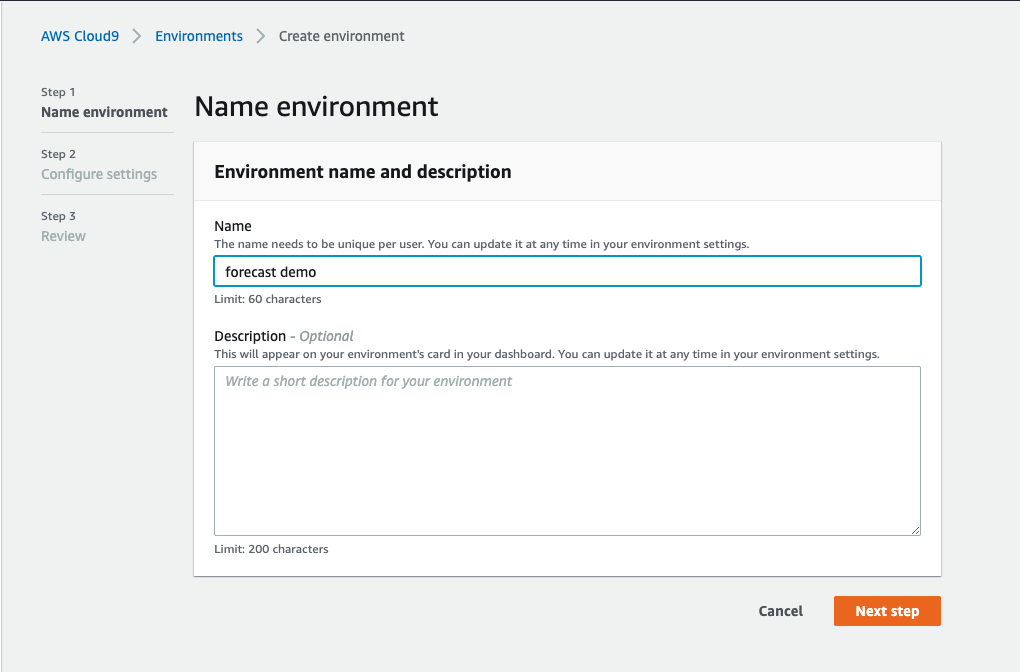 AWS Cloud9 > Environments > Create environment
Step 1
Name environment
Step 2
Configure settings
Step 3
Review
Name environment
Environment name and description
Name
The name needs to be unique per user. You can update it at any time in your environment settings.
forecast demo
Limit: 60 characters
Description - Optional
This will appear on your environment's card in your dashboard. You can update it at any time in your environment settings.
Write a short description for your environment
Limit: 200 characters
Cancel Next step